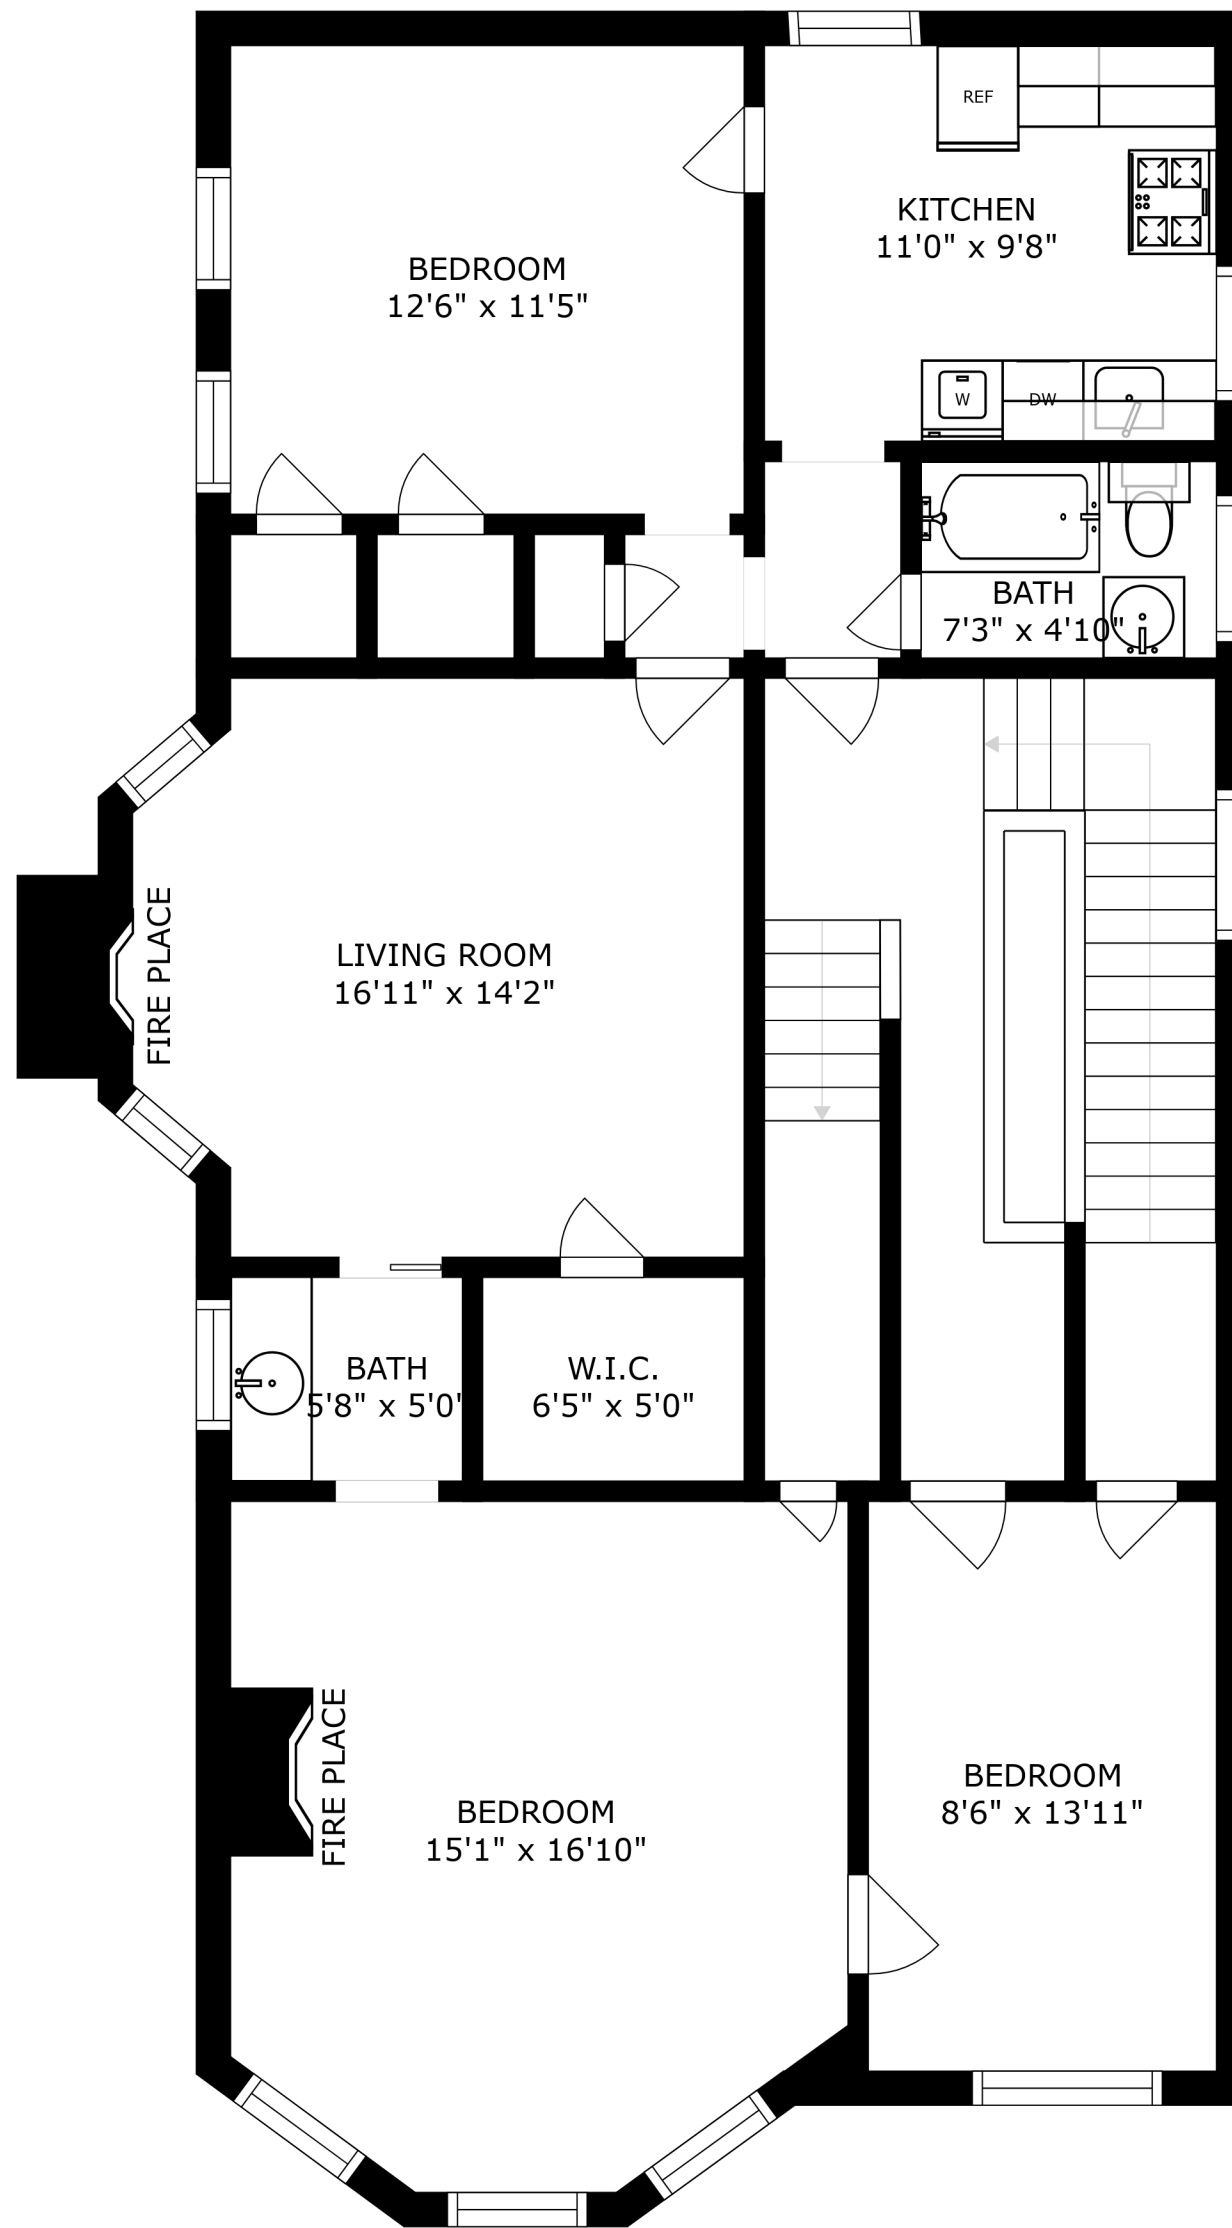 REF
KITCHEN
11'0" x 9'8"
BEDROOM
12'6" x 11'5"
W
DW
BATH
7'3" x 4'10"
FIRE PLACE
LIVING ROOM
16'11" x 14'2"
BATH
5'8" x 5'0"
W.I.C.
6'5" x 5'0"
FIRE PLACE
BEDROOM
15'1" x 16'10"
BEDROOM
8'6" x 13'11"